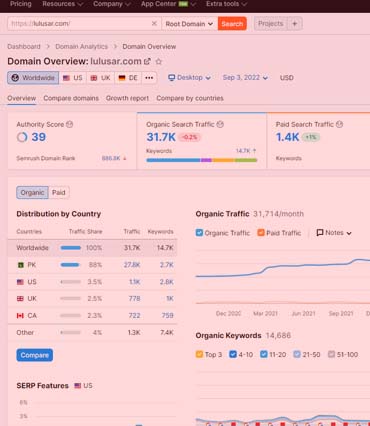 Resources Company App Center new Extra tools
https://lulusar.com/ × Root Domain Search Projects +
Dashboard > Domain Analytics > Domain Overview
Domain Overview: lulusar.com
Worldwide US UK DE ••• Desktop Sep 3, 2022 USD
Overview Compare domains Growth report Compare by countries
Authority Score Organic Search Traffic Paid Search Traffic
39 31.7K -0.2% 1.4K +1%
Keywords 14.7K ↑ Keywords
Semrush Domain Rank 886.8K
Organic Paid
Distribution by Country Organic Traffic 31,714/month
Countries Traffic Share Traffic Keywords
Organic Traffic Paid Traffic Notes
Worldwide 100% 31.7K 14.7K
PK 88% 27.8K 2.7K
US 3.5% 1.1K 2.8K
UK 2.5% 778 1K
CA 2.3% 722 759
Dec 2020 Mar 2021 Jun 2021 Sep 2021
Other 4% 1.3K 7.4K
Organic Keywords 14,686
Compare
Top 3 4-10 11-20 21-50 51-100
SERP Features US
6%
3%